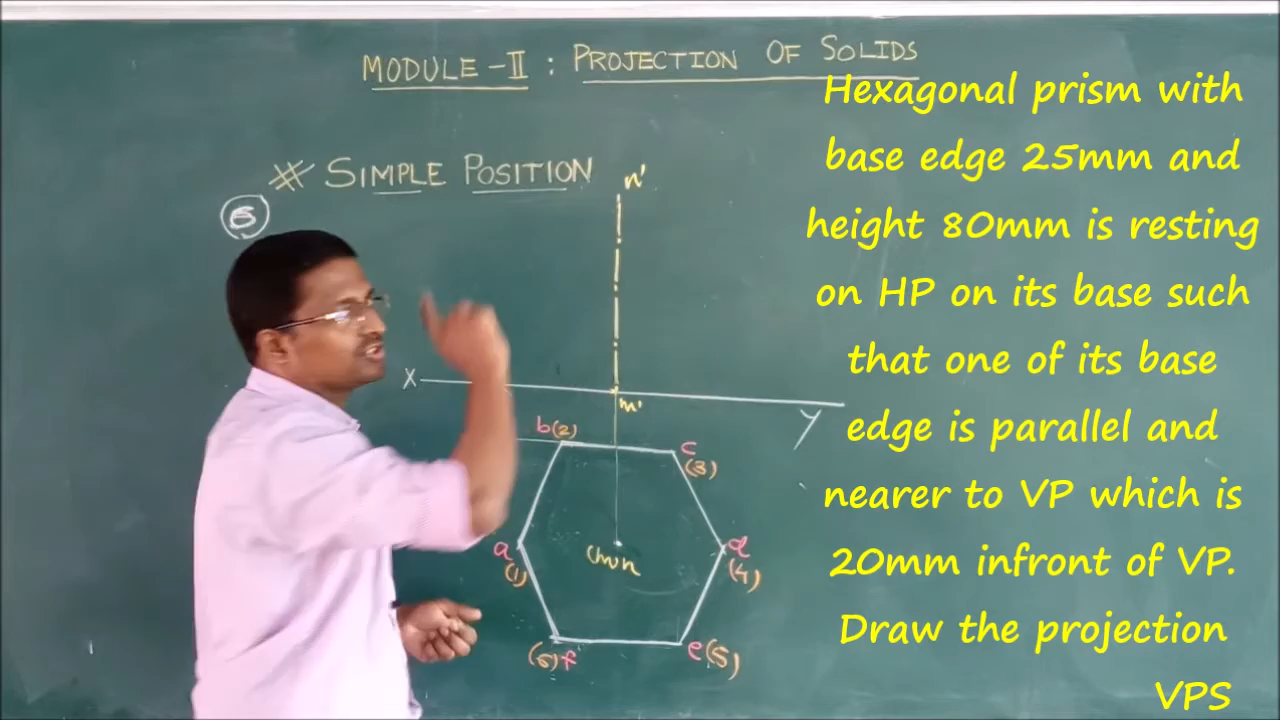 MODULE-II : PROJECTION OF SOLIDS
Hexagonal prism with
base edge 25mm and
height 80mm is resting
on HP on its base such
that one of its base
edge is parallel and
nearer to VP which is
20mm infront of VP.
Draw the projection
VPS
# SIMPLE POSITION
n'
X
m'
Y
b(2)
c
(3)
a
(1)
d
(4)
(6)f
e(5)